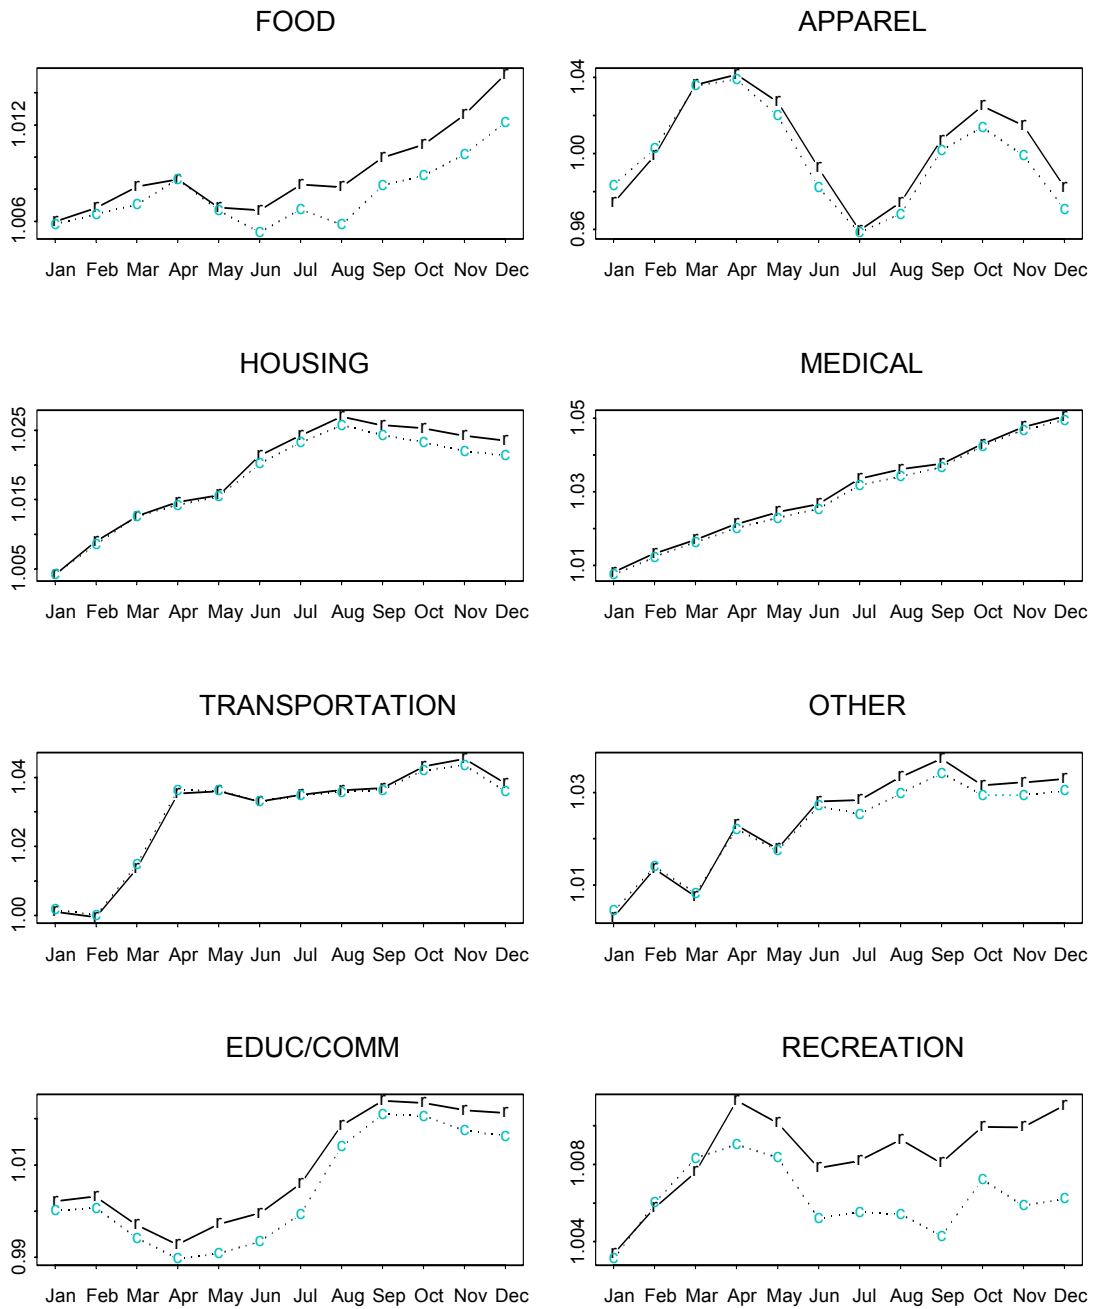 FOOD
1.012
1.006
r r r r r r r r r r r r
c c c c c c c c c c c c
Jan Feb Mar Apr May Jun Jul Aug Sep Oct Nov Dec
APPAREL
1.04
1.00
0.96
r r r r r r r r r r r r
c c c c c c c c c c c c
Jan Feb Mar Apr May Jun Jul Aug Sep Oct Nov Dec
HOUSING
1.025
1.015
1.005
r r r r r r r r r r r r
c c c c c c c c c c c c
Jan Feb Mar Apr May Jun Jul Aug Sep Oct Nov Dec
MEDICAL
1.05
1.03
1.01
r r r r r r r r r r r r
c c c c c c c c c c c c
Jan Feb Mar Apr May Jun Jul Aug Sep Oct Nov Dec
TRANSPORTATION
1.04
1.02
1.00
r r r r r r r r r r r r
c c c c c c c c c c c c
Jan Feb Mar Apr May Jun Jul Aug Sep Oct Nov Dec
OTHER
1.03
1.01
r r r r r r r r r r r r
c c c c c c c c c c c c
Jan Feb Mar Apr May Jun Jul Aug Sep Oct Nov Dec
EDUC/COMM
1.01
0.99
r r r r r r r r r r r r
c c c c c c c c c c c c
Jan Feb Mar Apr May Jun Jul Aug Sep Oct Nov Dec
RECREATION
1.008
1.004
r r r r r r r r r r r r
c c c c c c c c c c c c
Jan Feb Mar Apr May Jun Jul Aug Sep Oct Nov Dec